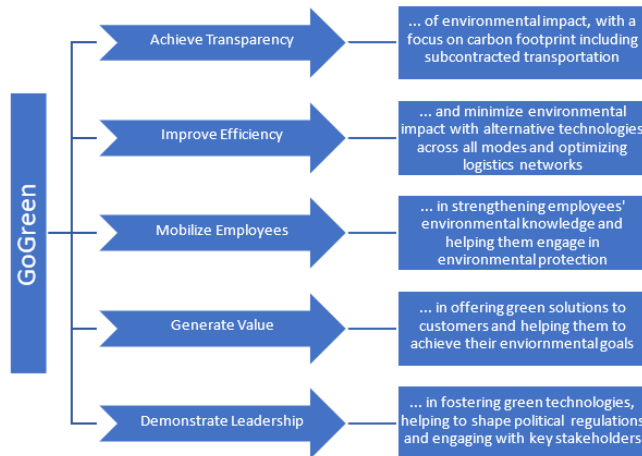 GoGreen
Achieve Transparency
... of environmental impact, with a
focus on carbon footprint including
subcontracted transportation
Improve Efficiency
... and minimize environmental
impact with alternative technologies
across all modes and optimizing
logistics networks
Mobilize Employees
... in strengthening employees'
environmental knowledge and
helping them engage in
environmental protection
Generate Value
... in offering green solutions to
customers and helping them to
achieve their enviornmental goals
Demonstrate Leadership
... in fostering green technologies,
helping to shape political regulations
and engaging with key stakeholders